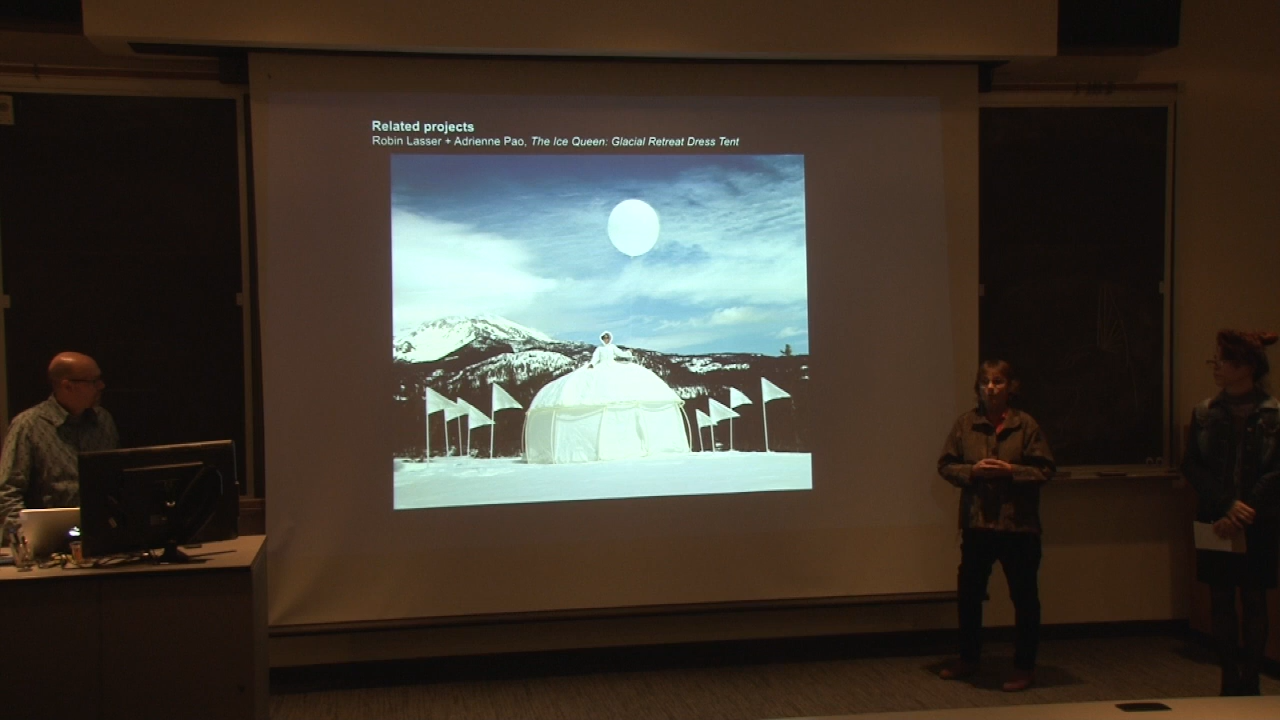 Related projects
Robin Lasser + Adrienne Pao, The Ice Queen: Glacial Retreat Dress Tent